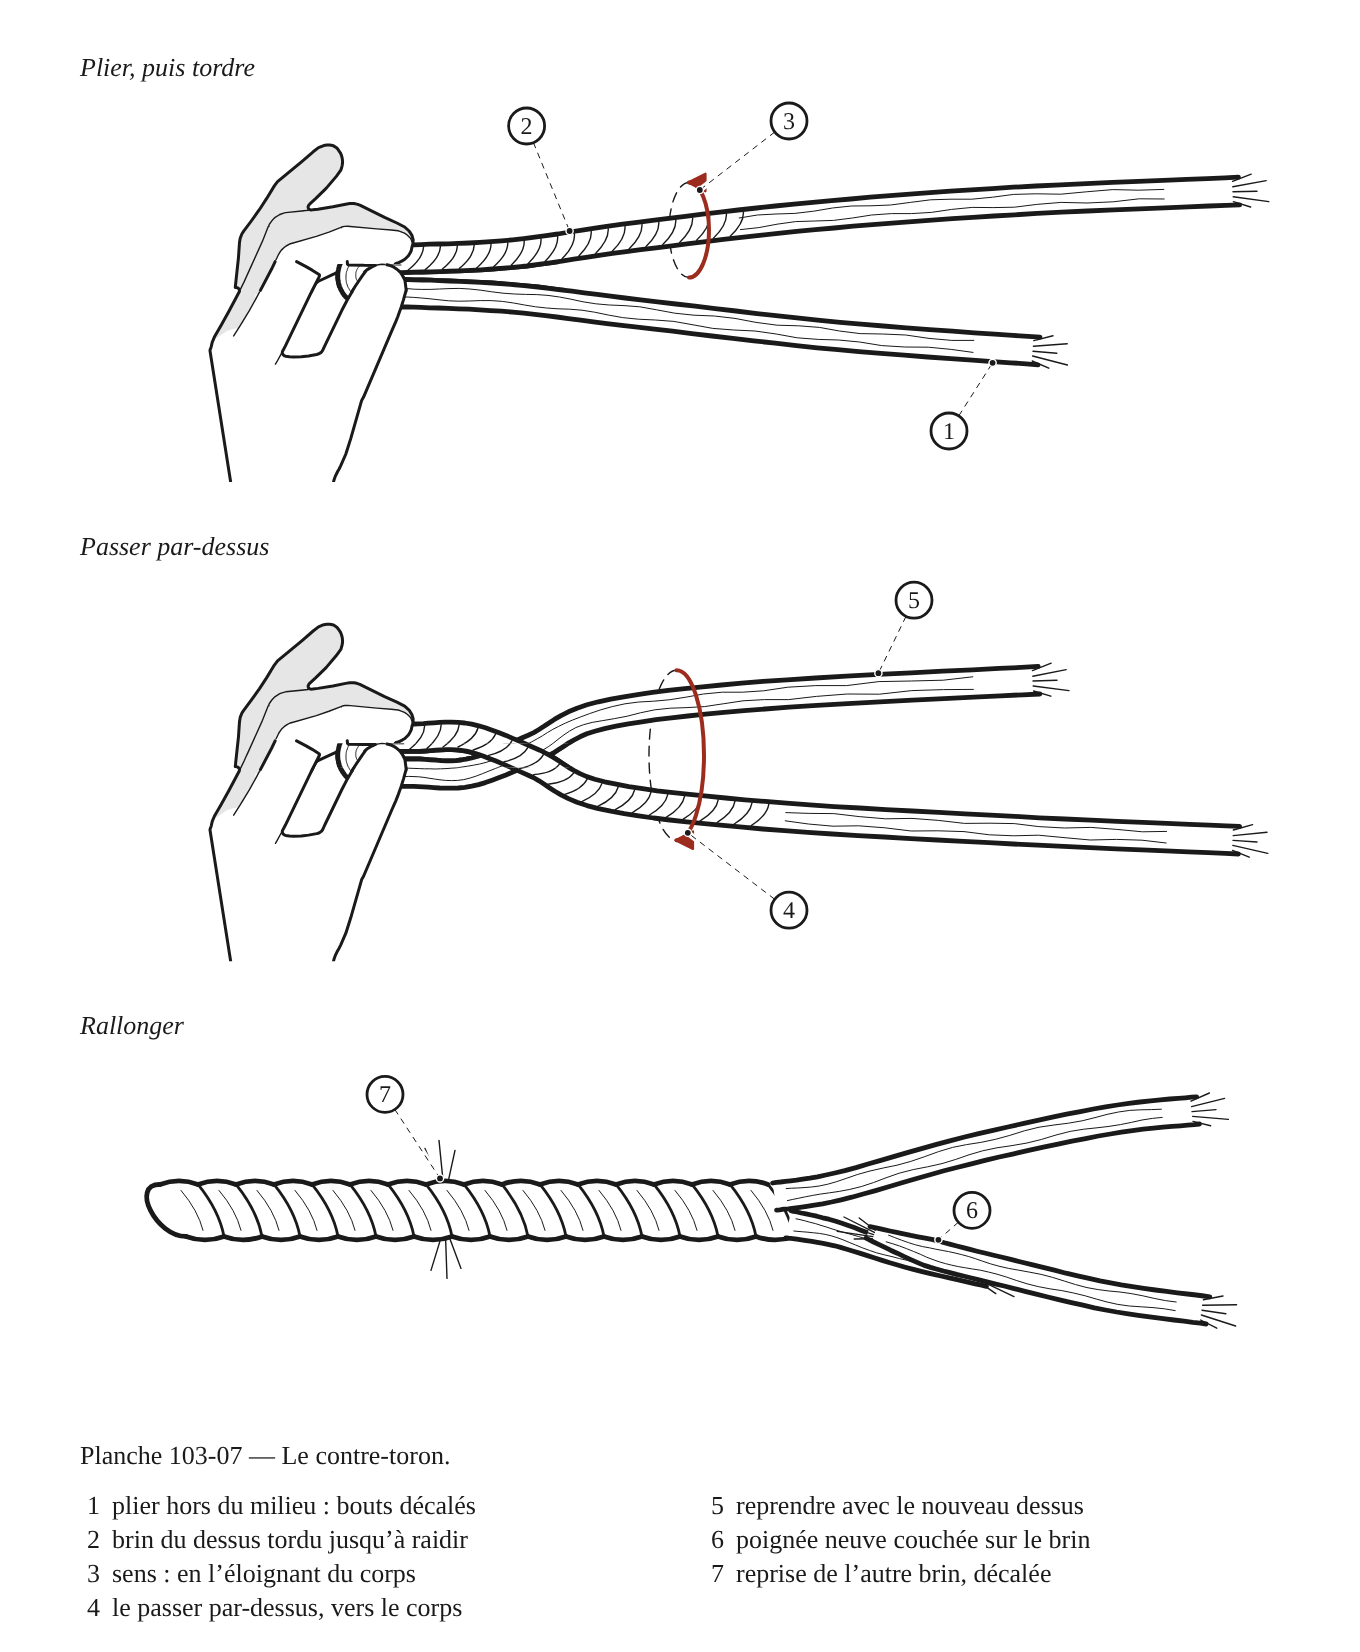 Plier, puis tordre
2
3
1
Passer par-dessus
5
4
Rallonger
7
6
Planche 103-07 — Le contre-toron.
1 plier hors du milieu : bouts décalés
2 brin du dessus tordu jusqu’à raidir
3 sens : en l’éloignant du corps
4 le passer par-dessus, vers le corps
5 reprendre avec le nouveau dessus
6 poignée neuve couchée sur le brin
7 reprise de l’autre brin, décalée